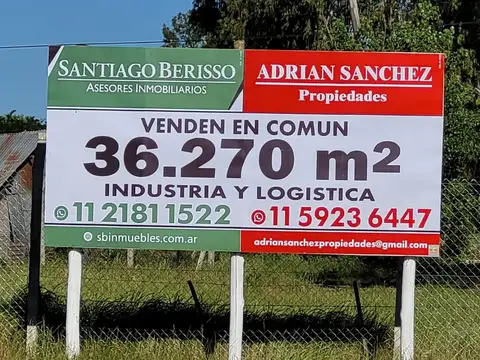 SANTIAGO BERISSO
ASESORES INMOBILIARIOS
ADRIAN SANCHEZ
Propiedades
VENDEN EN COMUN
36.270 m2
INDUSTRIA Y LOGISTICA
11 2181 1522
11 5923 6447
sbinmuebles.com.ar
adriansanchezpropiedades@gmail.com